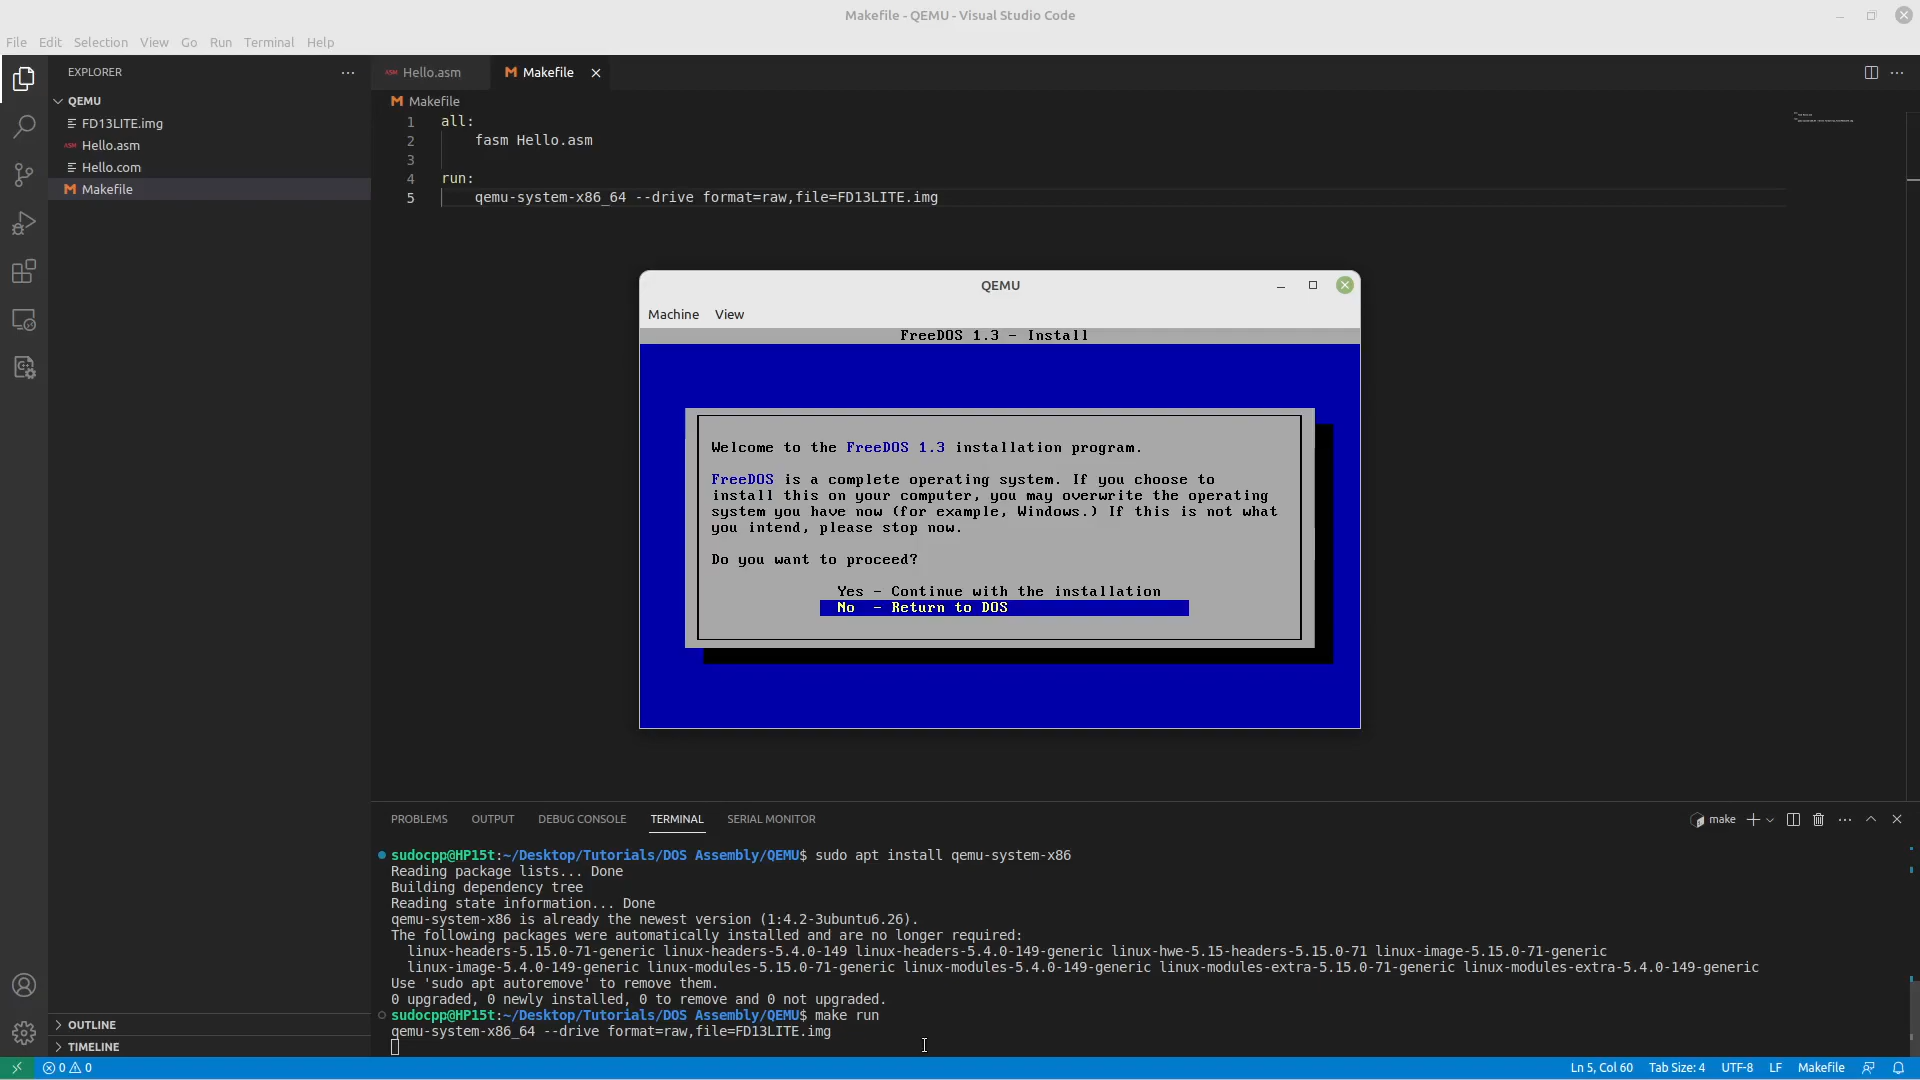 Makefile - QEMU - Visual Studio Code
File Edit Selection View Go Run Terminal Help
EXPLORER
QEMU
FD13LITE.img
ASM Hello.asm
Hello.com
M Makefile
OUTLINE
TIMELINE
ASM Hello.asm M Makefile
M Makefile
1 all:
2 fasm Hello.asm
3
4 run:
5 qemu-system-x86_64 --drive format=raw,file=FD13LITE.img
QEMU
Machine View
FreeDOS 1.3 - Install
Welcome to the FreeDOS 1.3 installation program.
FreeDOS is a complete operating system. If you choose to
install this on your computer, you may overwrite the operating
system you have now (for example, Windows.) If this is not what
you intend, please stop now.
Do you want to proceed?
Yes - Continue with the installation
No - Return to DOS
PROBLEMS OUTPUT DEBUG CONSOLE TERMINAL SERIAL MONITOR
make
sudocpp@HP15t:~/Desktop/Tutorials/DOS Assembly/QEMU$ sudo apt install qemu-system-x86
Reading package lists... Done
Building dependency tree
Reading state information... Done
qemu-system-x86 is already the newest version (1:4.2-3ubuntu6.26).
The following packages were automatically installed and are no longer required:
linux-headers-5.15.0-71-generic linux-headers-5.4.0-149 linux-headers-5.4.0-149-generic linux-hwe-5.15-headers-5.15.0-71 linux-image-5.15.0-71-generic
linux-image-5.4.0-149-generic linux-modules-5.15.0-71-generic linux-modules-5.4.0-149-generic linux-modules-extra-5.15.0-71-generic linux-modules-extra-5.4.0-149-generic
Use 'sudo apt autoremove' to remove them.
0 upgraded, 0 newly installed, 0 to remove and 0 not upgraded.
sudocpp@HP15t:~/Desktop/Tutorials/DOS Assembly/QEMU$ make run
qemu-system-x86_64 --drive format=raw,file=FD13LITE.img
0 0 Ln 5, Col 60 Tab Size: 4 UTF-8 LF Makefile